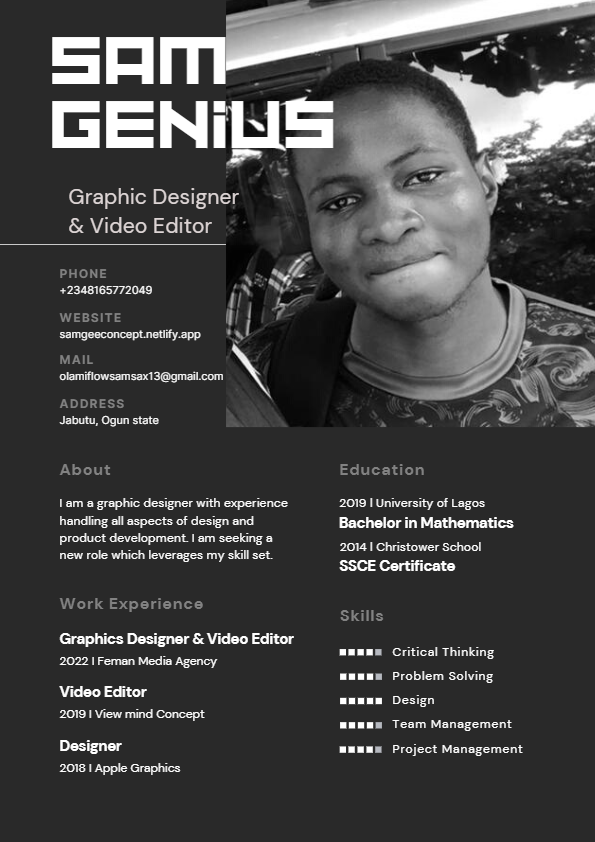 SAM
GENiUS
Graphic Designer
& Video Editor
PHONE
+2348165772049
WEBSITE
samgeeconcept.netlify.app
MAIL
olamiflowsamsax13@gmail.com
ADDRESS
Jabutu, Ogun state
About
I am a graphic designer with experience
handling all aspects of design and
product development. I am seeking a
new role which leverages my skill set.
Work Experience
Graphics Designer & Video Editor
2022 I Feman Media Agency
Video Editor
2019 I View mind Concept
Designer
2018 I Apple Graphics
Education
2019 l University of Lagos
Bachelor in Mathematics
2014 l Christower School
SSCE Certificate
Skills
Critical Thinking
Problem Solving
Design
Team Management
Project Management